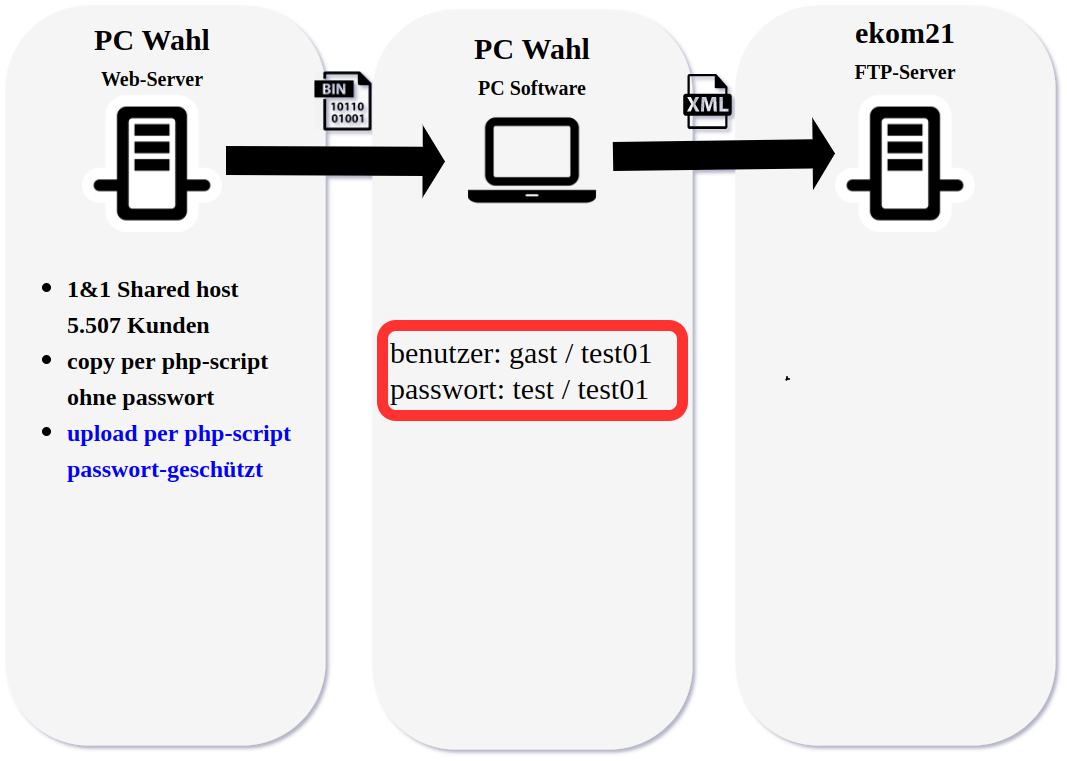 PC Wahl
Web-Server
BIN
10110
01001
1&1 Shared host
5.507 Kunden
copy per php-script
ohne passwort
upload per php-script
passwort-geschützt
PC Wahl
PC Software
XML
benutzer: gast / test01
passwort: test / test01
ekom21
FTP-Server